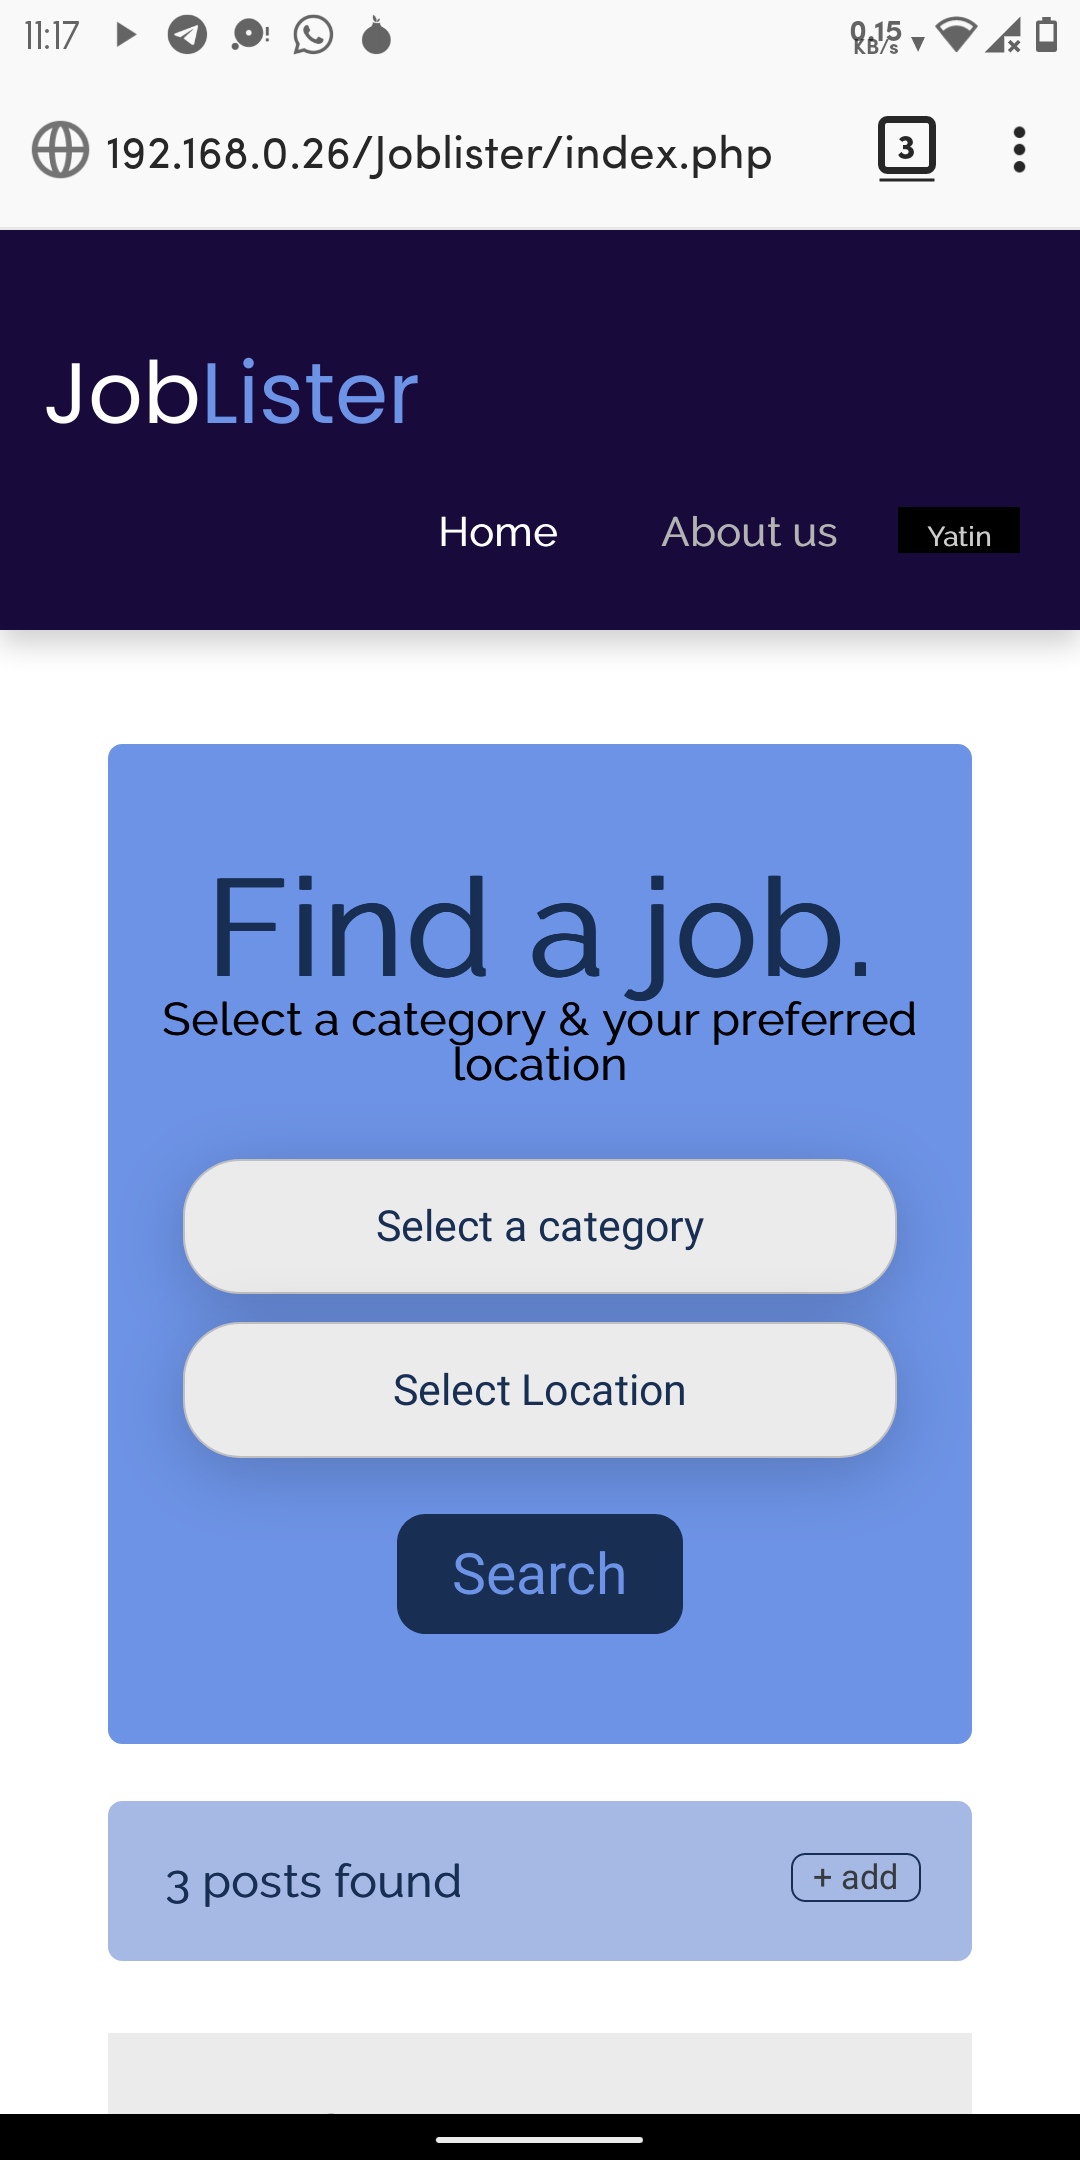 11:17
0.15
KB/s
192.168.0.26/Joblister/index.php
3
JobLister
Home About us Yatin
Find a job.
Select a category & your preferred
location
Select a category
Select Location
Search
3 posts found
+ add